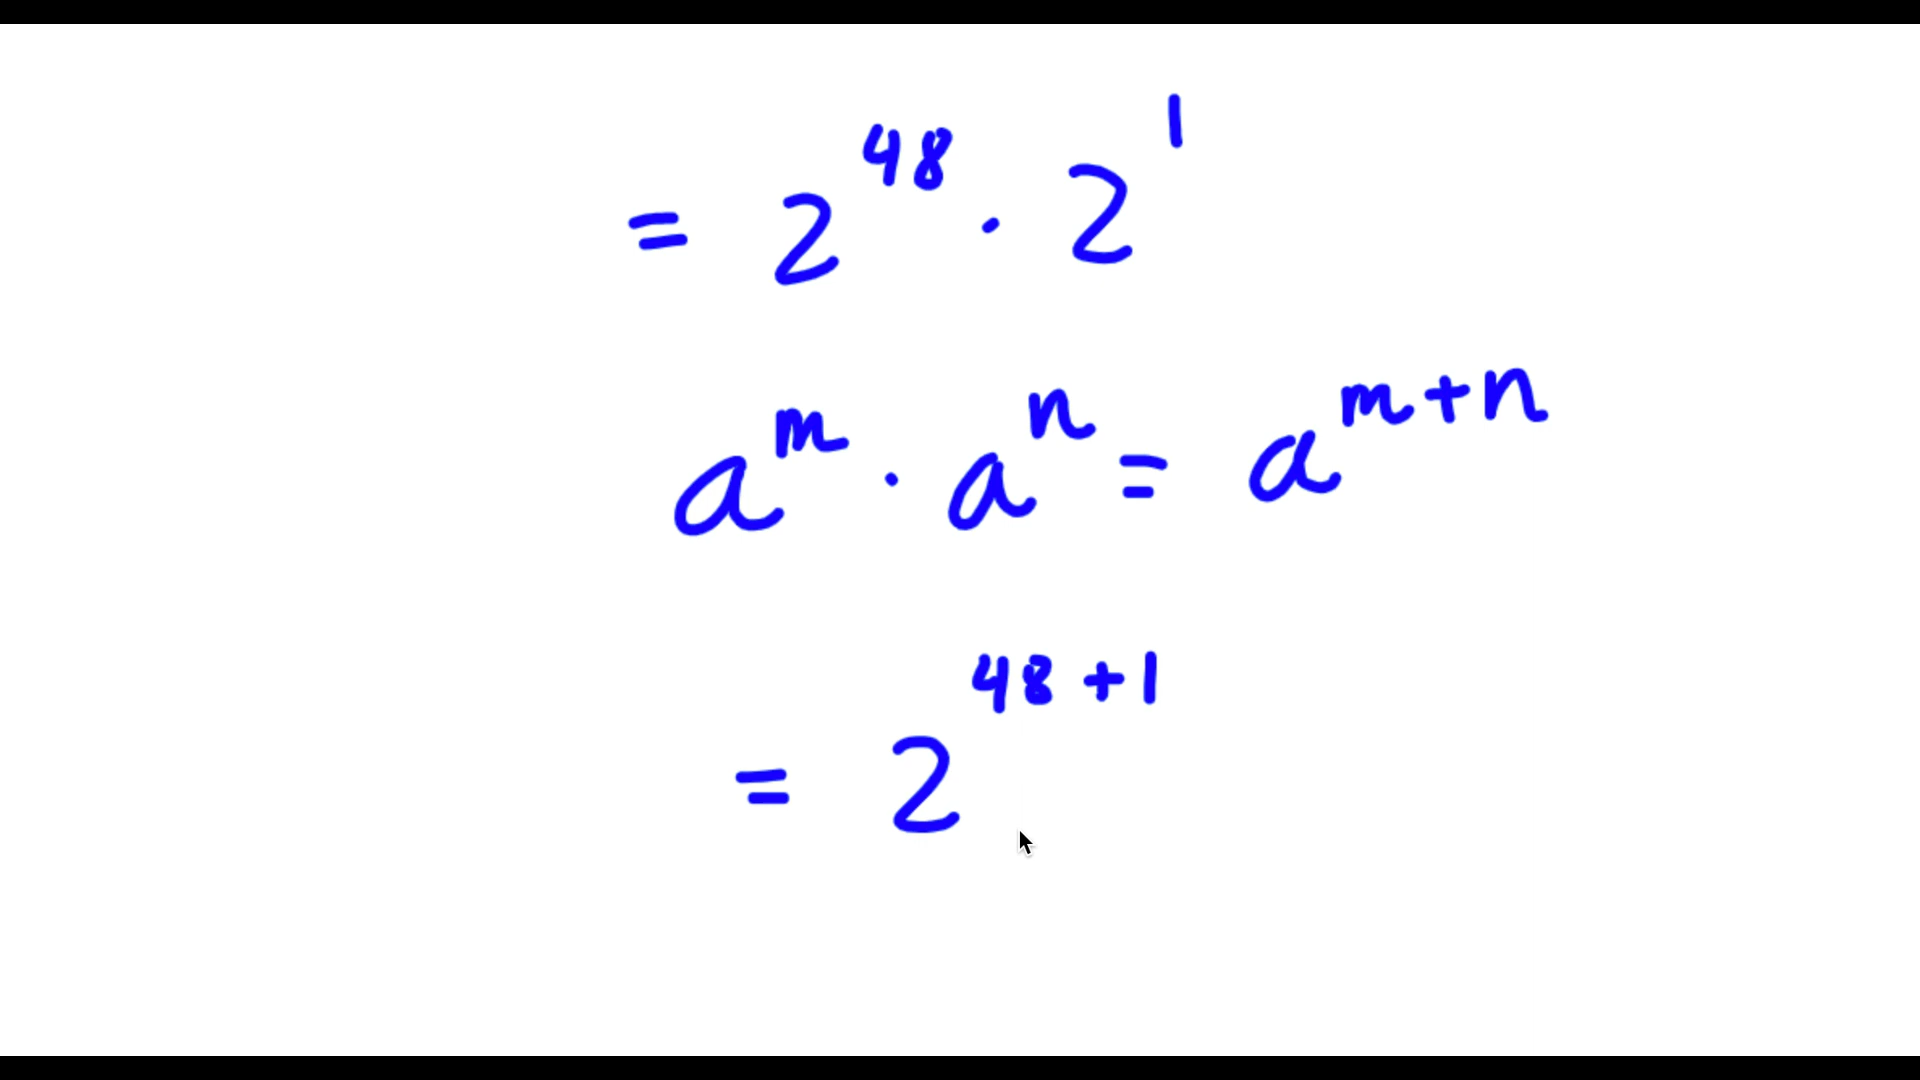 = 2^48 · 2^1
a^m · a^n = a^m+n
= 2^48+1